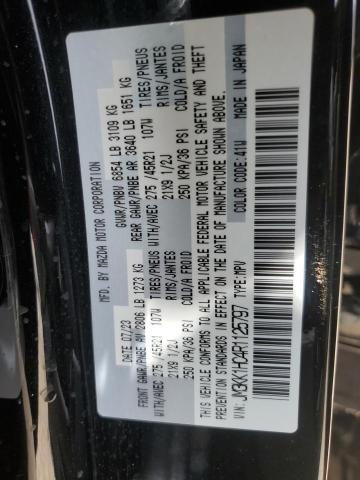 MFD. BY MAZDA MOTOR CORPORATION
DATE 07/23 GVWR/PNBV 6854 LB 3109 KG
FRONT GAWR/PNBE AV 2806 LB 1273 KG REAR GAWR/PNBE AR 3640 LB 1651 KG
WITH/AVEC 275 /45R21 107W TIRES/PNEUS WITH/AVEC 275 /45R21 107W TIRES/PNEUS
21X9 1/2J RIMS/JANTES 21X9 1/2J RIMS/JANTES
250 KPA/36 PSI COLD/A FROID 250 KPA/36 PSI COLD/A FROID
THIS VEHICLE CONFORMS TO ALL APPLICABLE FEDERAL MOTOR VEHICLE SAFETY AND THEFT
PREVENTION STANDARDS IN EFFECT ON THE DATE OF MANUFACTURE SHOWN ABOVE.
MADE IN JAPAN
VIN: JM3KK1HC4R1125797 TYPE:MPV COLOR CODE:41W